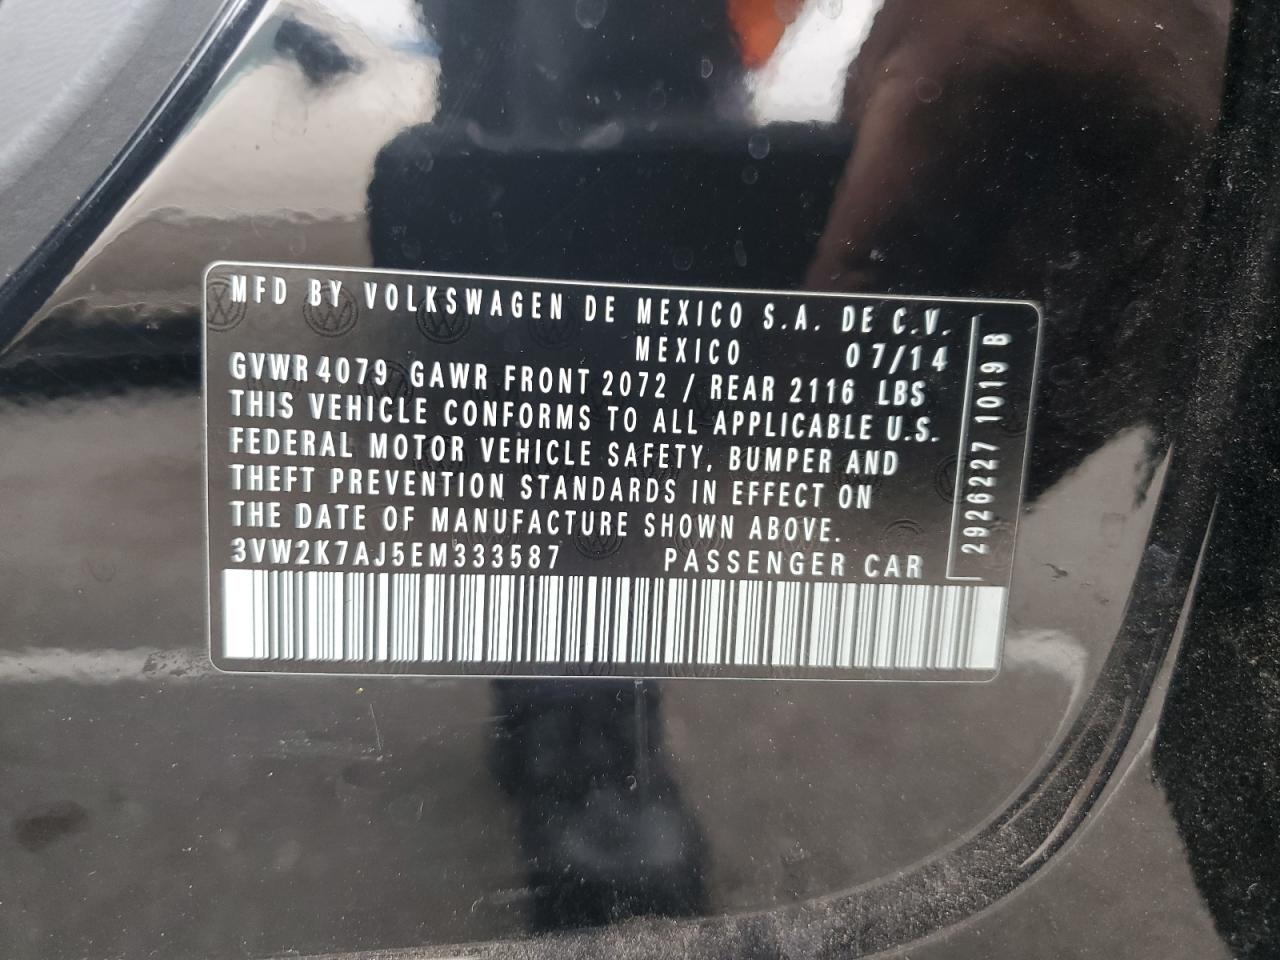 MFD BY VOLKSWAGEN DE MEXICO S.A. DE C.V.
MEXICO 07/14
GVWR 4079 GAWR FRONT 2072 / REAR 2116 LBS
THIS VEHICLE CONFORMS TO ALL APPLICABLE U.S.
FEDERAL MOTOR VEHICLE SAFETY, BUMPER AND
THEFT PREVENTION STANDARDS IN EFFECT ON
THE DATE OF MANUFACTURE SHOWN ABOVE.
3VW2K7AJ5EM333587 PASSENGER CAR
2926227 1019 B